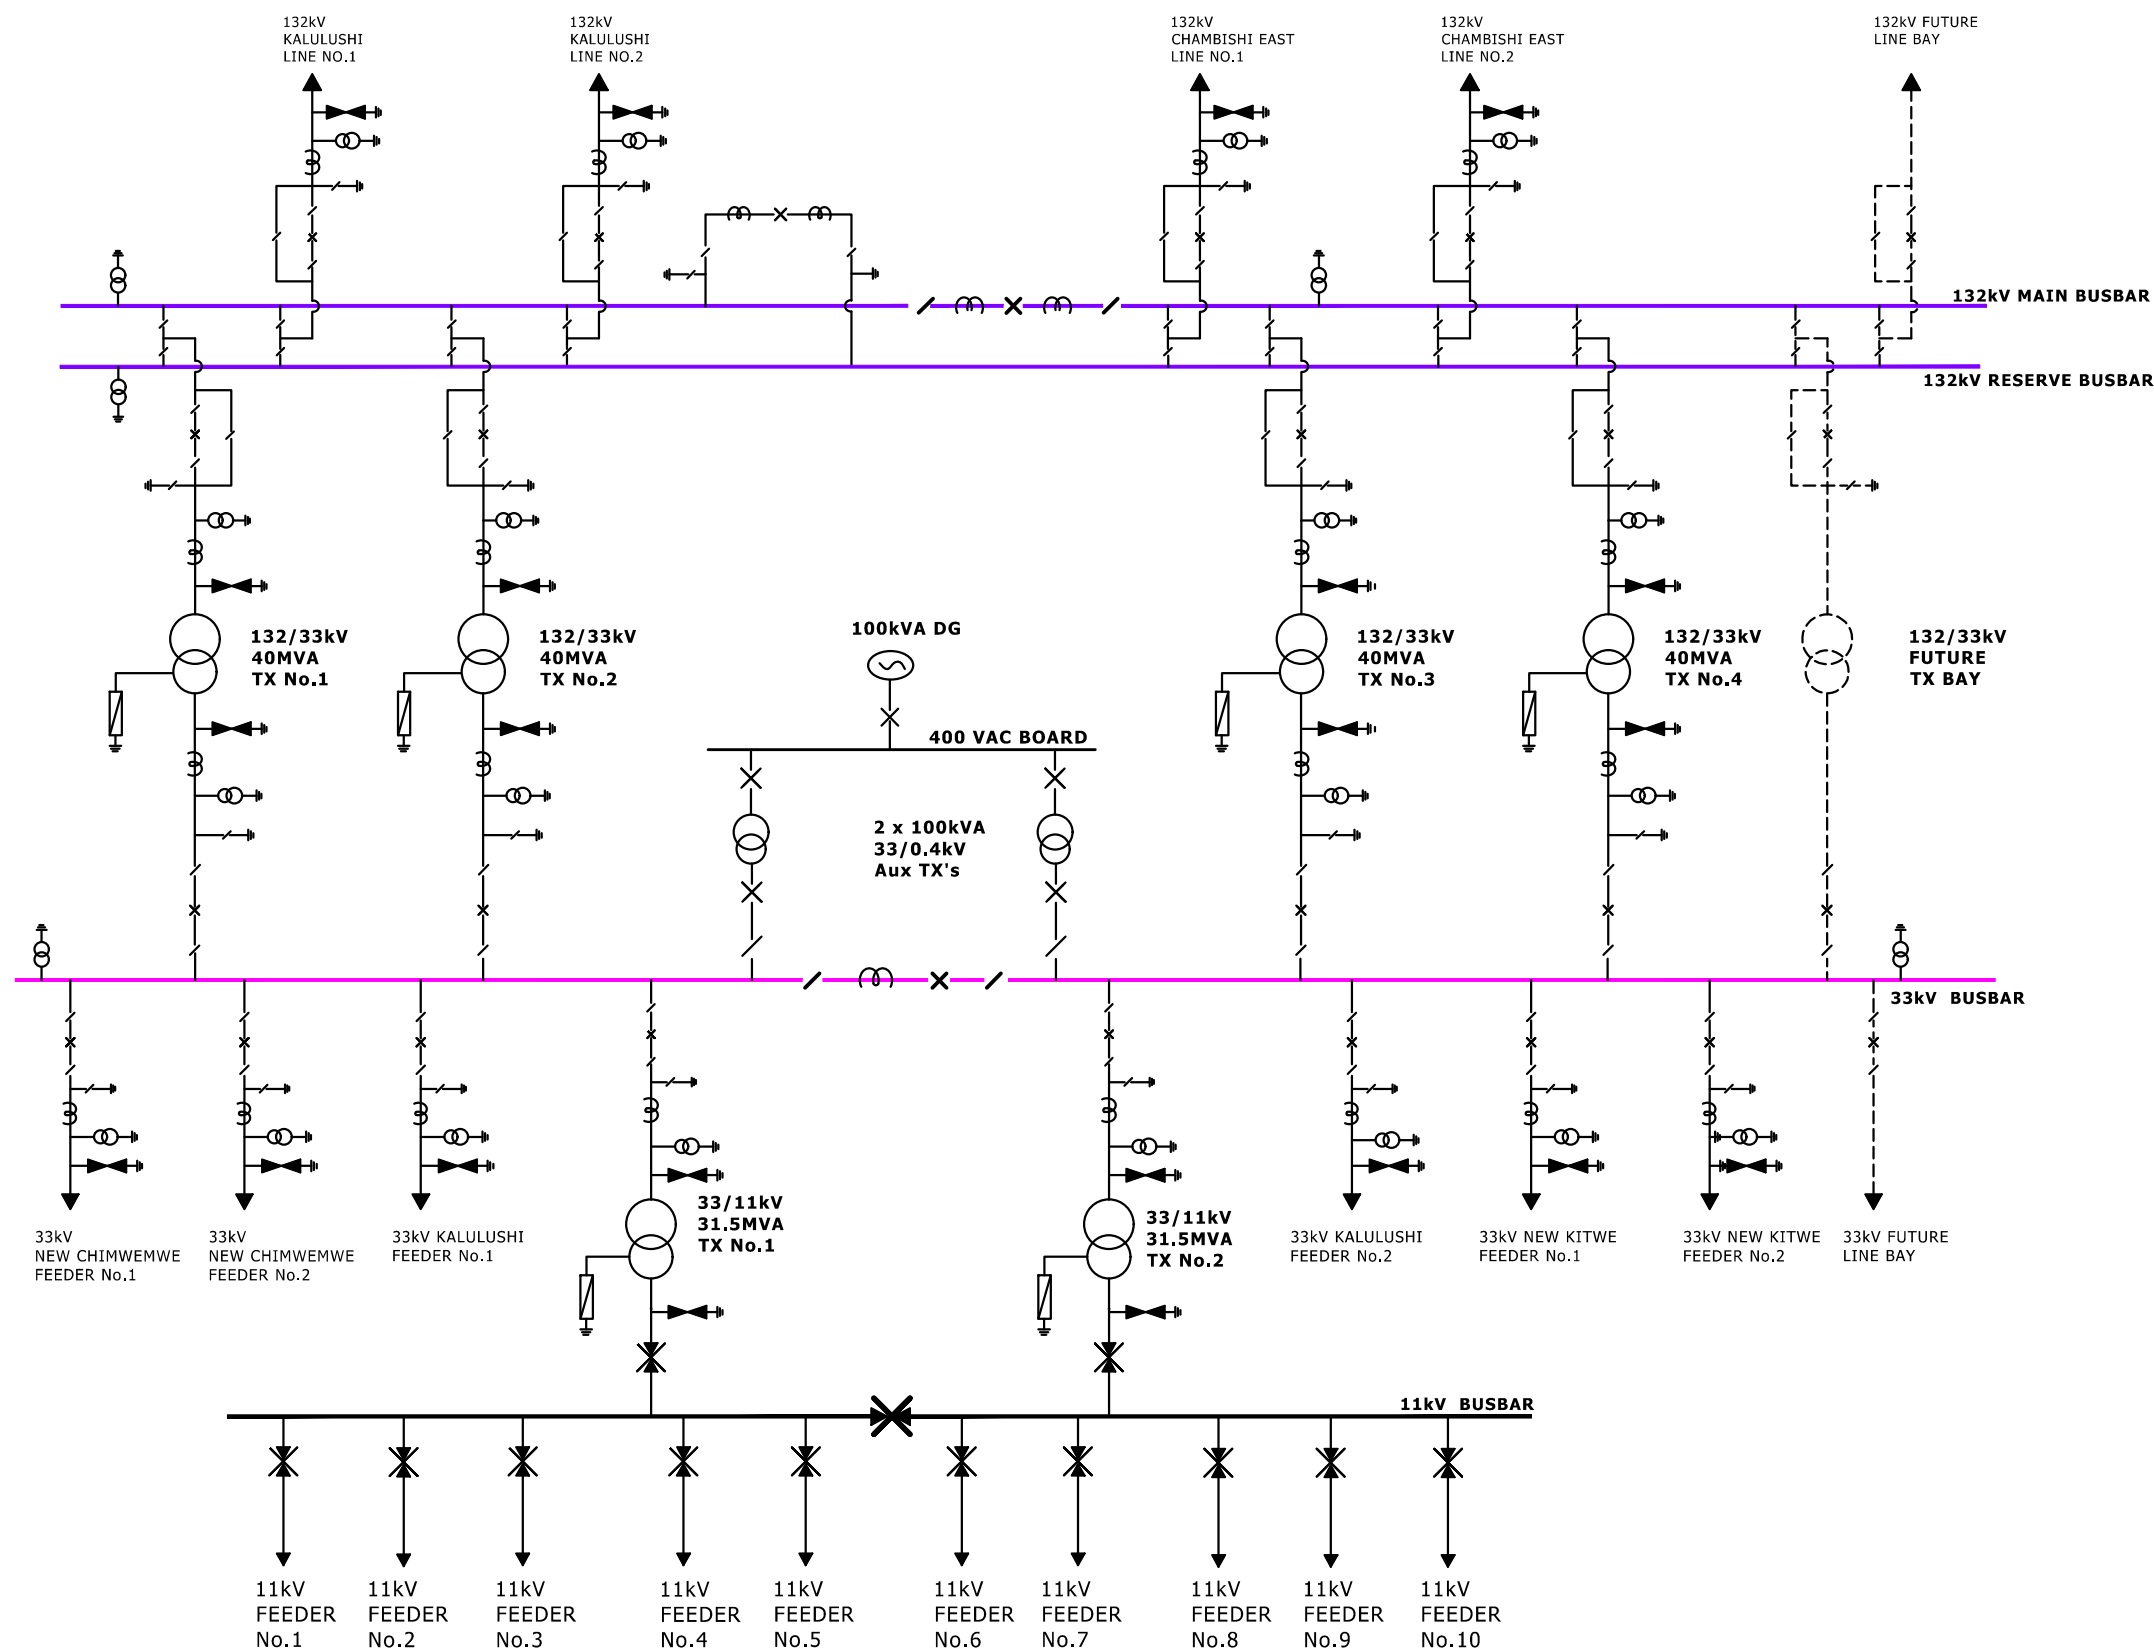 132kV
KALULUSHI
LINE NO.1
132kV
KALULUSHI
LINE NO.2
132kV
CHAMBISHI EAST
LINE NO.1
132kV
CHAMBISHI EAST
LINE NO.2
132kV FUTURE
LINE BAY
132kV MAIN BUSBAR
132kV RESERVE BUSBAR
132/33kV
40MVA
TX No.1
132/33kV
40MVA
TX No.2
100kVA DG
132/33kV
40MVA
TX No.3
132/33kV
40MVA
TX No.4
132/33kV
FUTURE
TX BAY
400 VAC BOARD
2 x 100kVA
33/0.4kV
Aux TX's
33kV BUSBAR
33kV
NEW CHIMWEMWE
FEEDER No.1
33kV
NEW CHIMWEMWE
FEEDER No.2
33kV KALULUSHI
FEEDER No.1
33/11kV
31.5MVA
TX No.1
33/11kV
31.5MVA
TX No.2
33kV KALULUSHI
FEEDER No.2
33kV NEW KITWE
FEEDER No.1
33kV NEW KITWE
FEEDER No.2
33kV FUTURE
LINE BAY
11kV BUSBAR
11kV
FEEDER
No.1
11kV
FEEDER
No.2
11kV
FEEDER
No.3
11kV
FEEDER
No.4
11kV
FEEDER
No.5
11kV
FEEDER
No.6
11kV
FEEDER
No.7
11kV
FEEDER
No.8
11kV
FEEDER
No.9
11kV
FEEDER
No.10